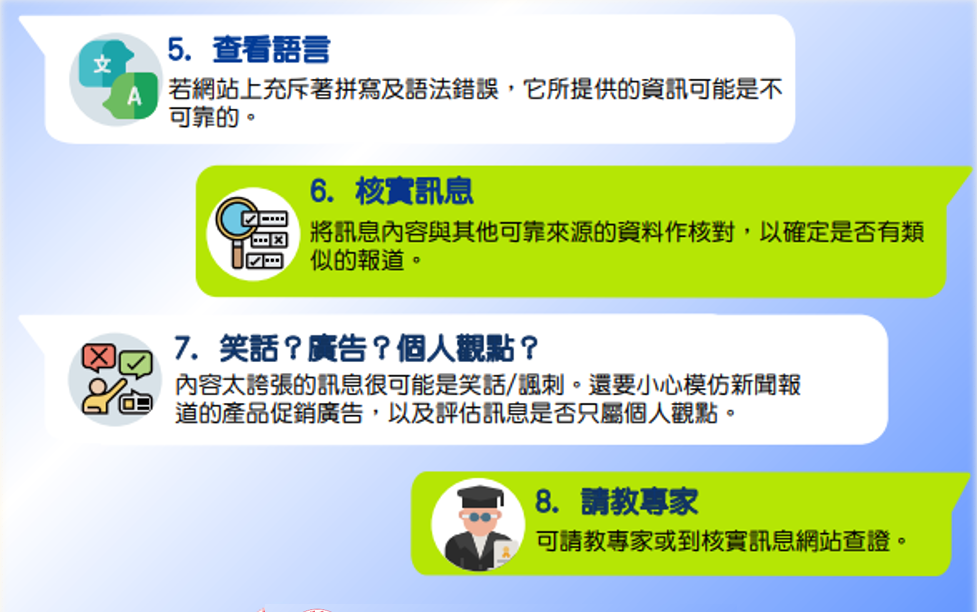 文
A
5. 查看語言
若網站上充斥著拼寫及語法錯誤，它所提供的資訊可能是不
可靠的。
6. 核實訊息
將訊息內容與其他可靠來源的資料作核對，以確定是否有類
似的報道。
7. 笑話？廣告？個人觀點？
內容太誇張的訊息很可能是笑話/諷刺。還要小心模仿新聞報
道的產品促銷廣告，以及評估訊息是否只屬個人觀點。
8. 請教專家
可請教專家或到核實訊息網站查證。